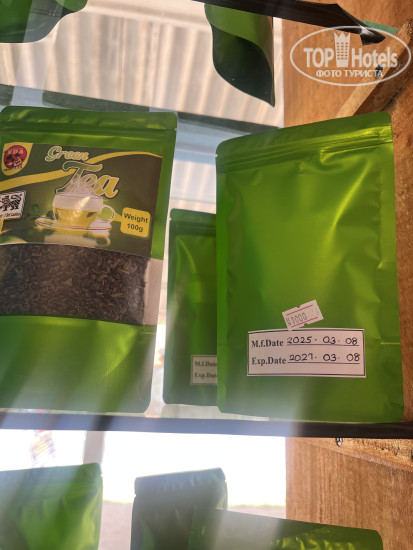 TOP Hotels
ФОТО ТУРИСТА
Green
Tea
Weight
100g
3000
M.f.Date 2025. 03. 08
Exp.Date 2027. 03. 08
M.f.Date
Exp.Date